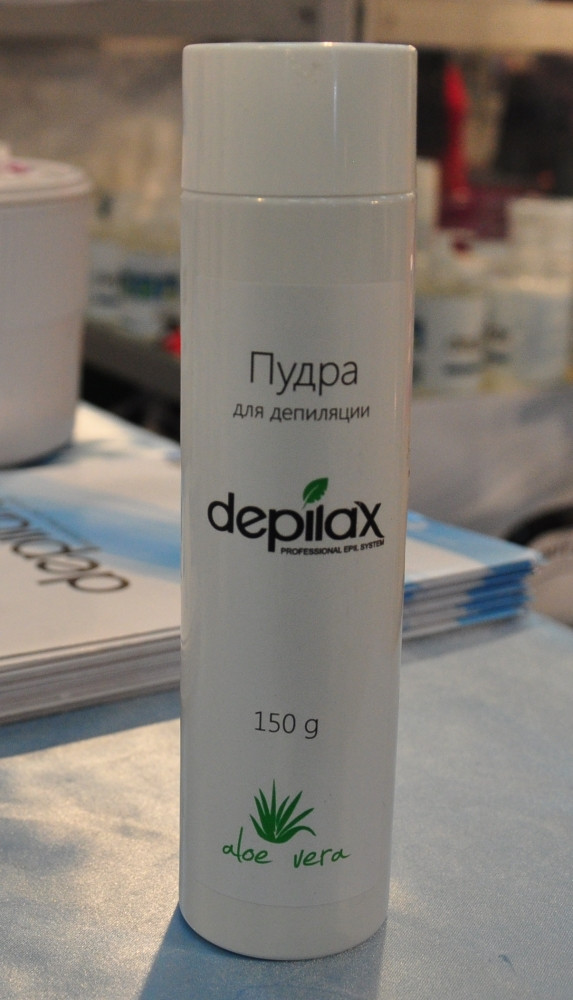 Пудра
для депиляции
depilax
PROFESSIONAL EPIL SYSTEM
150 g
aloe vera